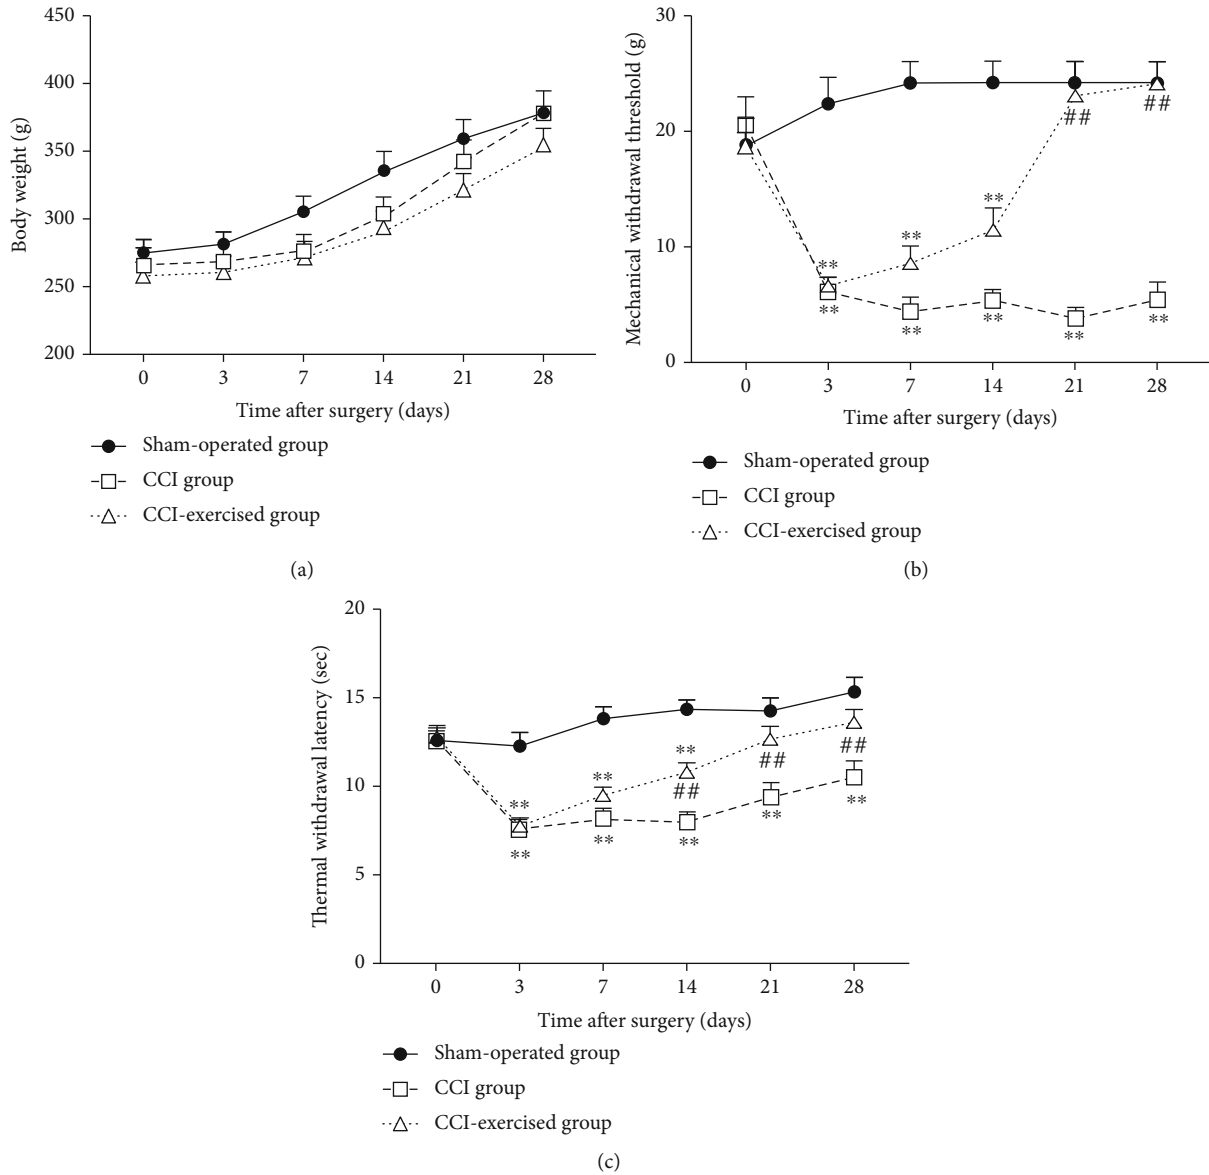 450
400
350
300
250
200
Body weight (g)
0 3 7 14 21 28
Time after surgery (days)
Sham-operated group
CCI group
CCI-exercised group
(a)
30
20
10
0
Mechanical withdrawal threshold (g)
## ##
**
** **
**
** ** ** ** **
0 3 7 14 21 28
Time after surgery (days)
Sham-operated group
CCI group
CCI-exercised group
(b)
20
15
10
5
0
Thermal withdrawal latency (sec)
** ** **
## ## ##
** ** ** ** **
0 3 7 14 21 28
Time after surgery (days)
Sham-operated group
CCI group
CCI-exercised group
(c)